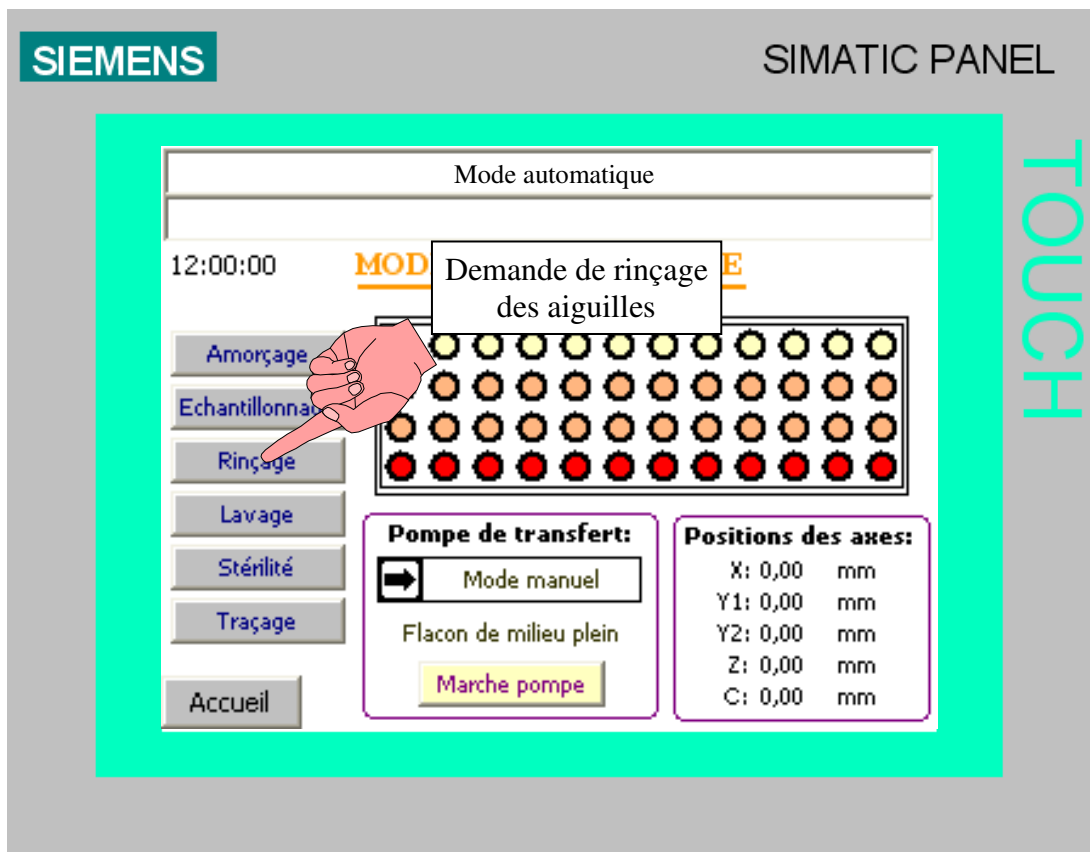 SIEMENS
SIMATIC PANEL
TOUCH
Mode automatique
12:00:00
MOD
E
Demande de rinçage
des aiguilles
Amorçage
Echantillonnag
Rinçage
Lavage
Stérilité
Traçage
Accueil
Pompe de transfert:
Mode manuel
Flacon de milieu plein
Marche pompe
Positions des axes:
X: 0,00 mm
Y1: 0,00 mm
Y2: 0,00 mm
Z: 0,00 mm
C: 0,00 mm